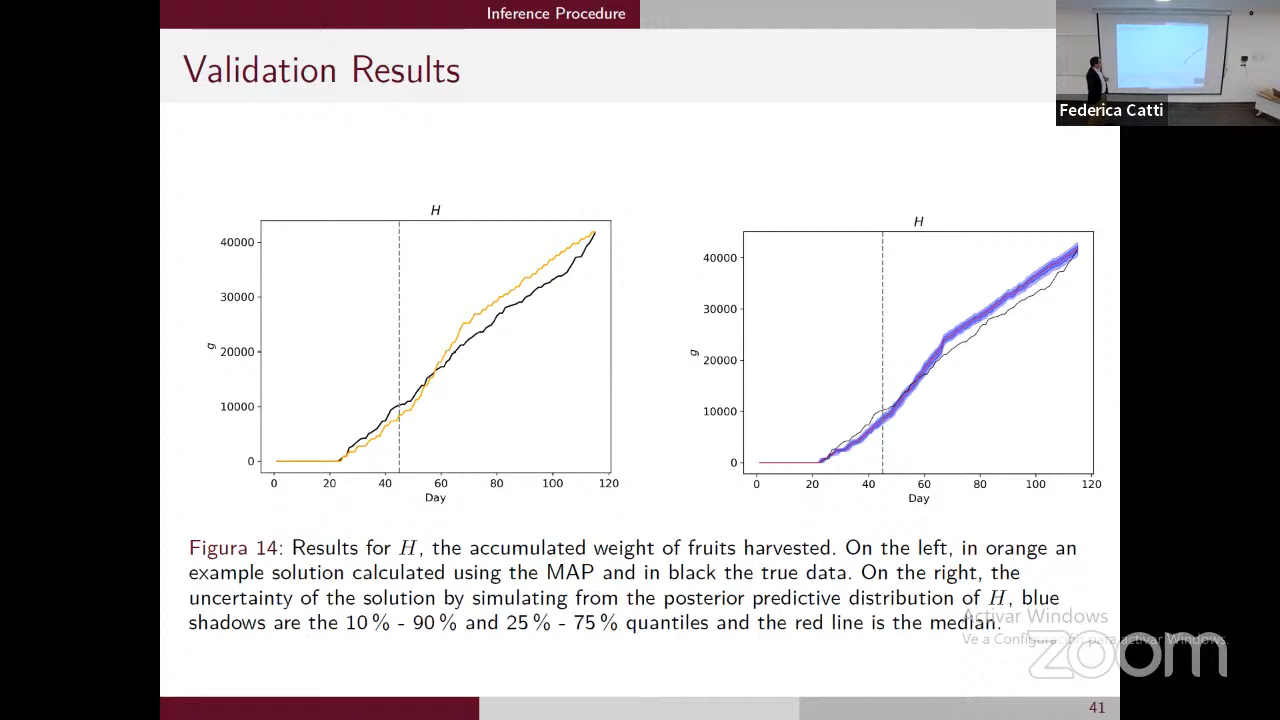 Inference Procedure
Validation Results
Federica Catti
H
40000
30000
20000
10000
0
g
0 20 40 60 80 100 120
Day
H
40000
30000
20000
10000
0
g
0 20 40 60 80 100 120
Day
Figura 14: Results for H, the accumulated weight of fruits harvested. On the left, in orange an
example solution calculated using the MAP and in black the true data. On the right, the
uncertainty of the solution by simulating from the posterior predictive distribution of H, blue
shadows are the 10 % - 90 % and 25 % - 75 % quantiles and the red line is the median.
Activar Windows
Ve a Configuración para activar Windows.
zoom
41